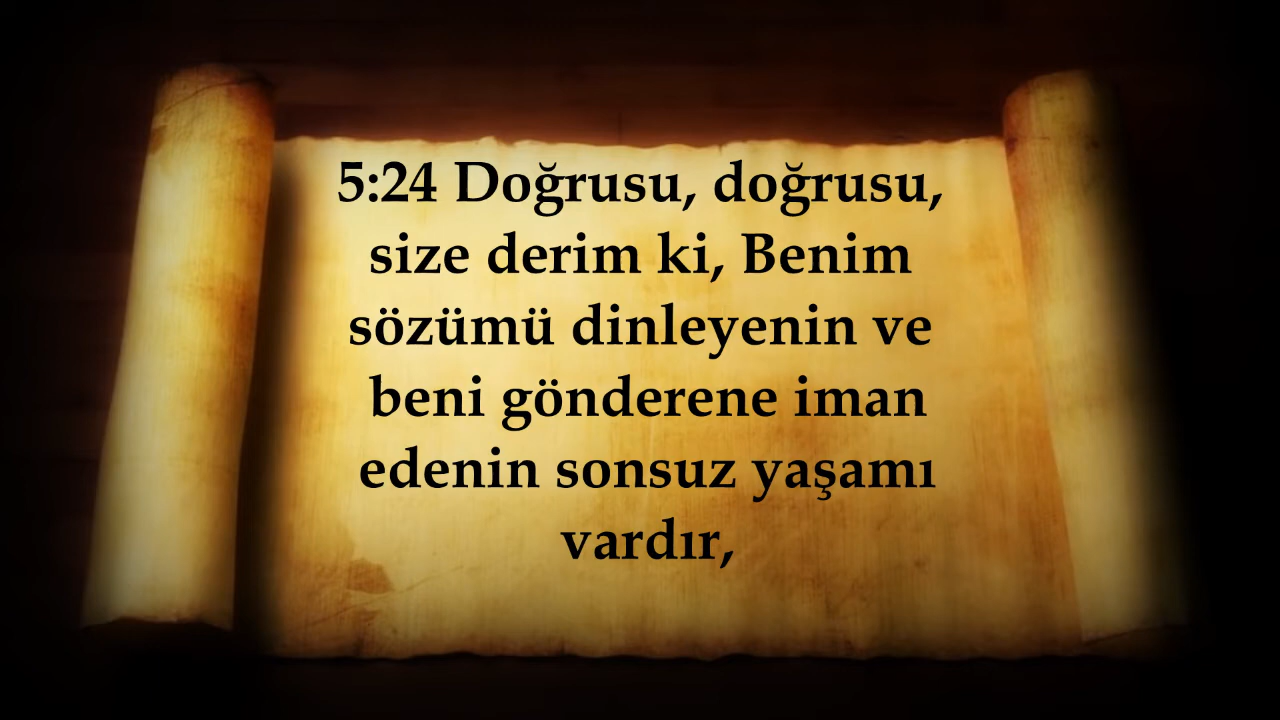 5:24 Doğrusu, doğrusu,
size derim ki, Benim
sözümü dinleyenin ve
beni gönderene iman
edenin sonsuz yaşamı
vardır,